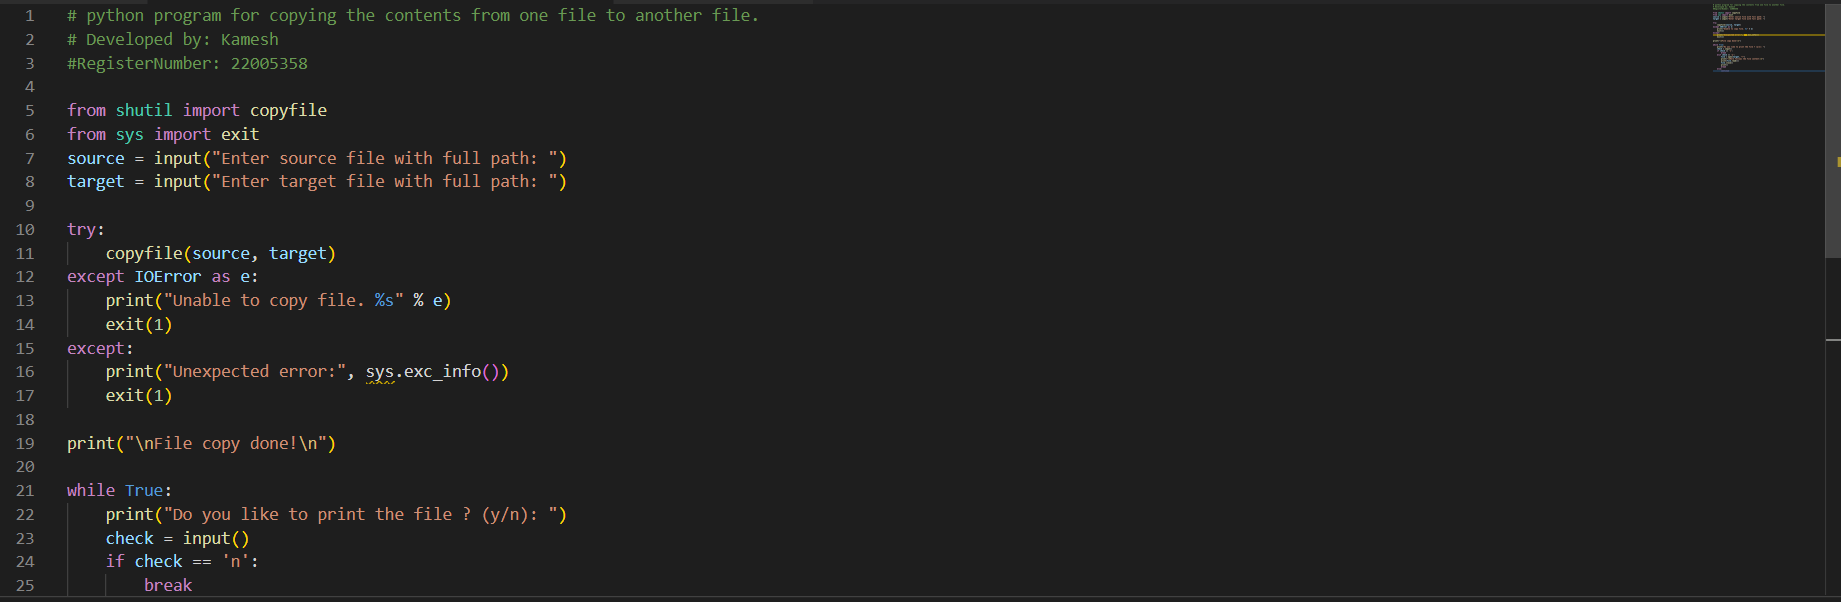 1 # python program for copying the contents from one file to another file.
2 # Developed by: Kamesh
3 #RegisterNumber: 22005358
4
5 from shutil import copyfile
6 from sys import exit
7 source = input("Enter source file with full path: ")
8 target = input("Enter target file with full path: ")
9
10 try:
11     copyfile(source, target)
12 except IOError as e:
13     print("Unable to copy file. %s" % e)
14     exit(1)
15 except:
16     print("Unexpected error:", sys.exc_info())
17     exit(1)
18
19 print("\nFile copy done!\n")
20
21 while True:
22     print("Do you like to print the file ? (y/n): ")
23     check = input()
24     if check == 'n':
25         break